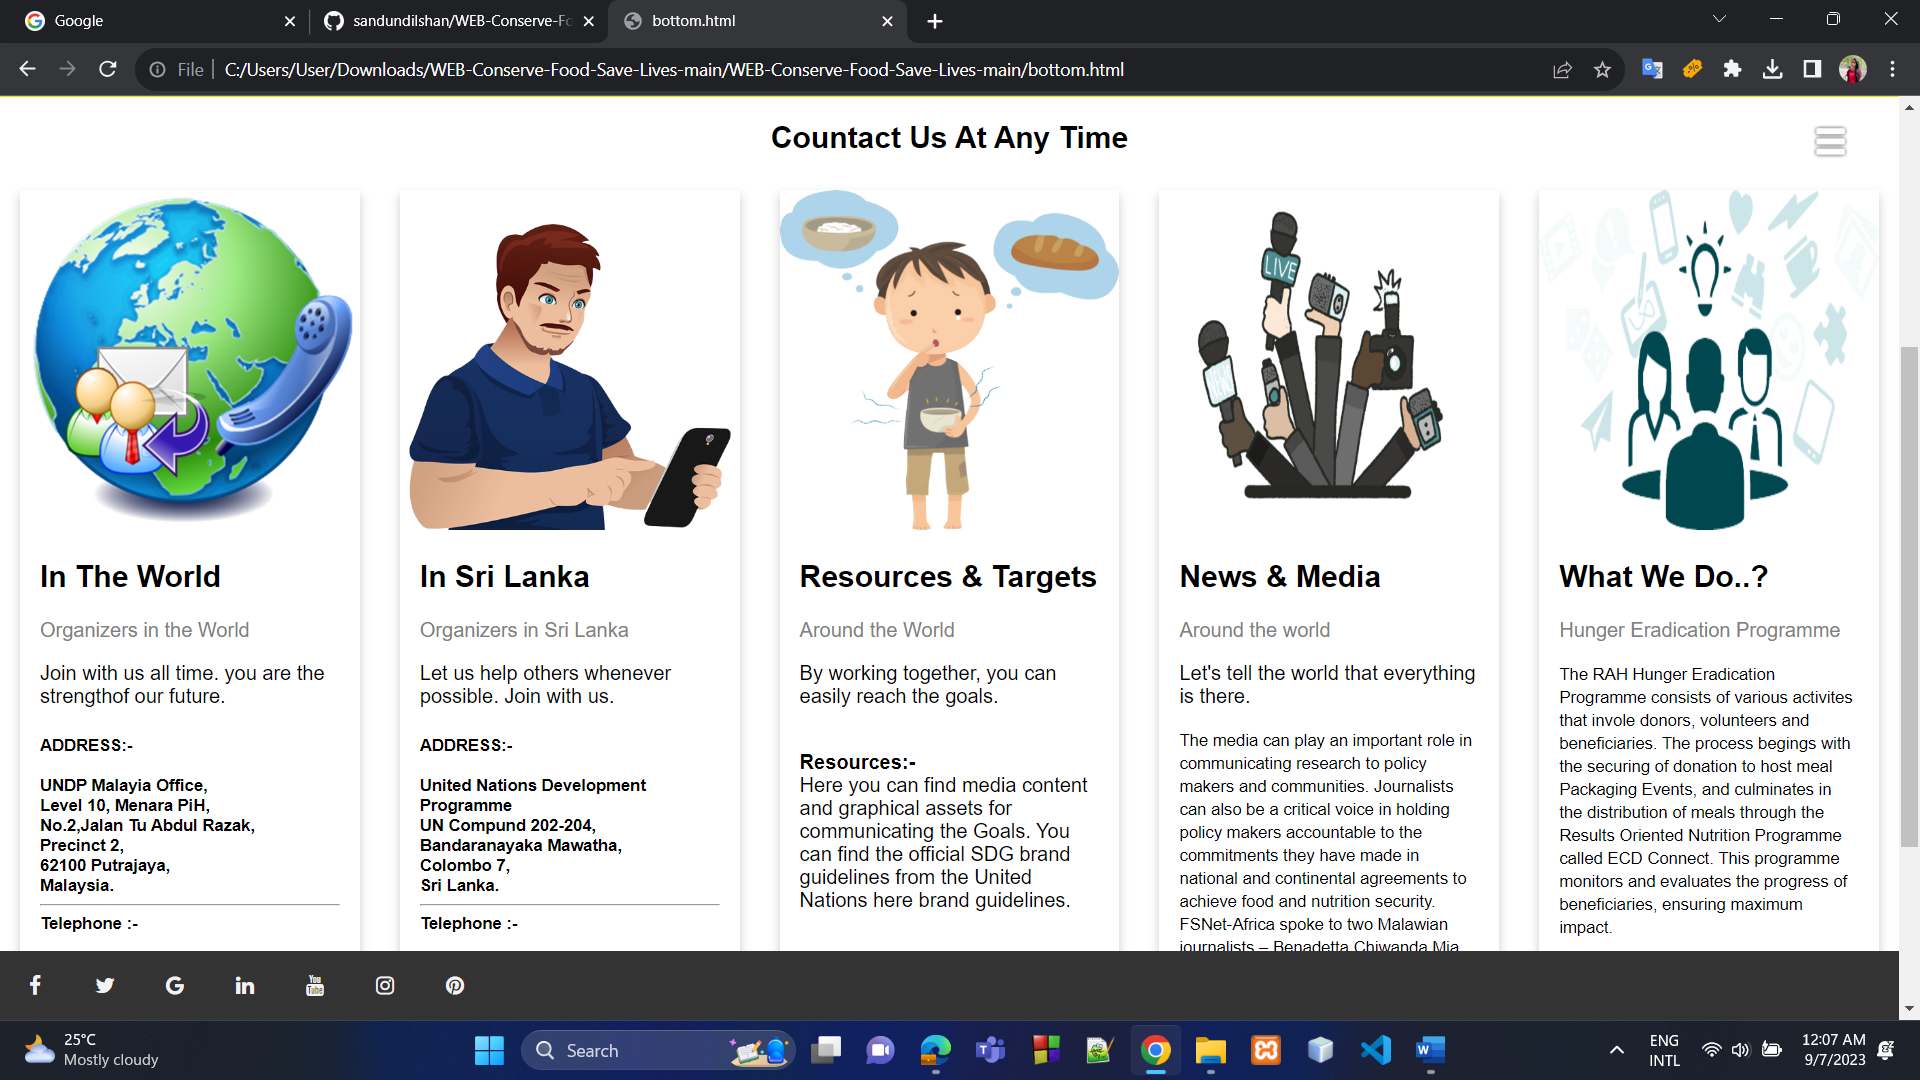 Google
sandundilshan/WEB-Conserve-Fo
bottom.html
File
C:/Users/User/Downloads/WEB-Conserve-Food-Save-Lives-main/WEB-Conserve-Food-Save-Lives-main/bottom.html
Countact Us At Any Time
LIVE
In The World
Organizers in the World
Join with us all time. you are the
strengthof our future.
ADDRESS:-
UNDP Malayia Office,
Level 10, Menara PiH,
No.2,Jalan Tu Abdul Razak,
Precinct 2,
62100 Putrajaya,
Malaysia.
Telephone :-
In Sri Lanka
Organizers in Sri Lanka
Let us help others whenever
possible. Join with us.
ADDRESS:-
United Nations Development
Programme
UN Compund 202-204,
Bandaranayaka Mawatha,
Colombo 7,
Sri Lanka.
Telephone :-
Resources & Targets
Around the World
By working together, you can
easily reach the goals.
Resources:-
Here you can find media content
and graphical assets for
communicating the Goals. You
can find the official SDG brand
guidelines from the United
Nations here brand guidelines.
News & Media
Around the world
Let's tell the world that everything
is there.
The media can play an important role in
communicating research to policy
makers and communities. Journalists
can also be a critical voice in holding
policy makers accountable to the
commitments they have made in
national and continental agreements to
achieve food and nutrition security.
FSNet-Africa spoke to two Malawian
journalists – Benadetta Chiwanda Mia
What We Do..?
Hunger Eradication Programme
The RAH Hunger Eradication
Programme consists of various activites
that invole donors, volunteers and
beneficiaries. The process begings with
the securing of donation to host meal
Packaging Events, and culminates in
the distribution of meals through the
Results Oriented Nutrition Programme
called ECD Connect. This programme
monitors and evaluates the progress of
beneficiaries, ensuring maximum
impact.
You
Tube
25°C
Mostly cloudy
Search
ENG
INTL
12:07 AM
9/7/2023